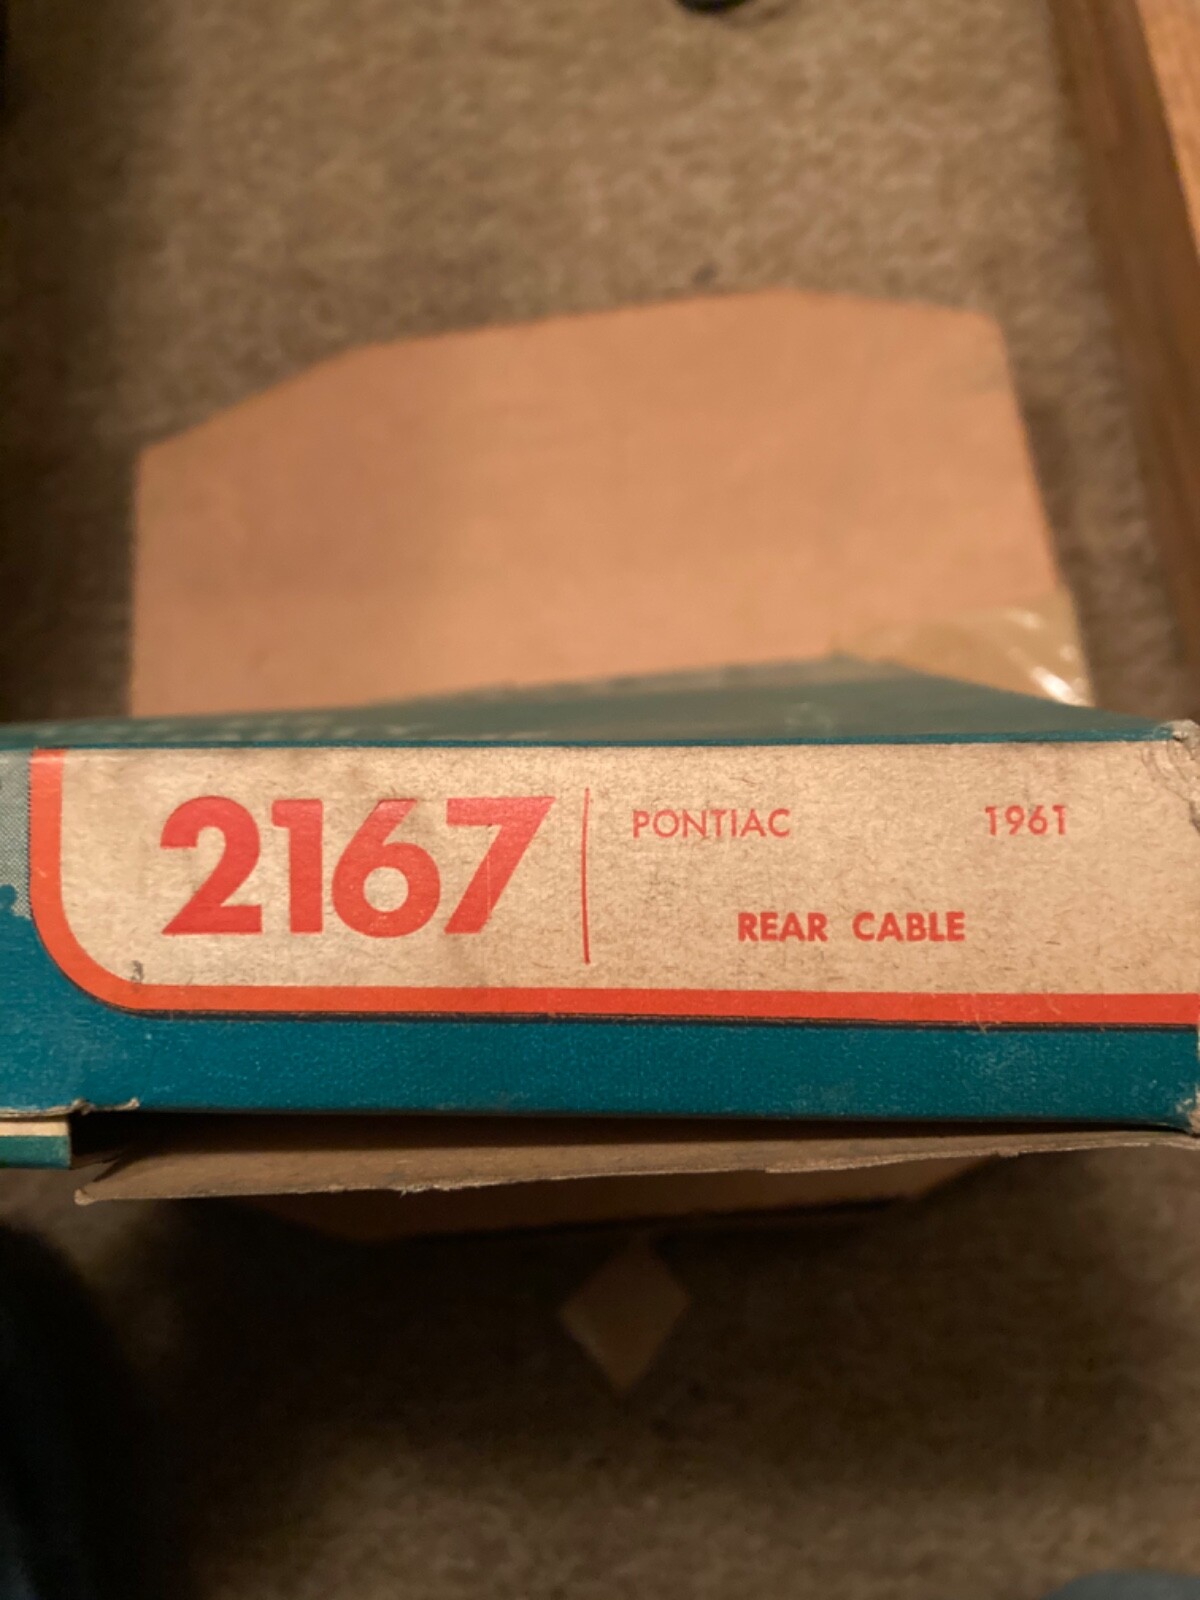 2167
PONTIAC 1961
REAR CABLE